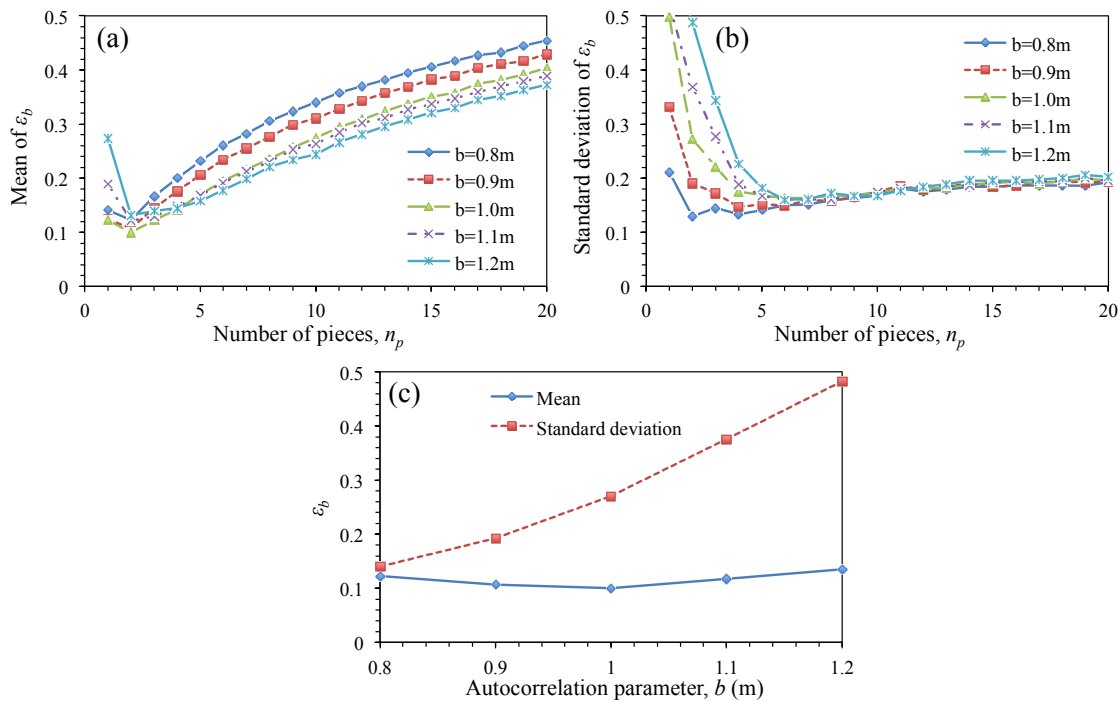 (a)
Mean of εb
0.5
0.4
0.3
0.2
0.1
0
0
5
10
15
20
Number of pieces, np
b=0.8m
b=0.9m
b=1.0m
b=1.1m
b=1.2m
(b)
Standard deviation of εb
0.5
0.4
0.3
0.2
0.1
0
0
5
10
15
20
Number of pieces, np
b=0.8m
b=0.9m
b=1.0m
b=1.1m
b=1.2m
(c)
εb
0.5
0.4
0.3
0.2
0.1
0
0.8
0.9
1
1.1
1.2
Autocorrelation parameter, b (m)
Mean
Standard deviation